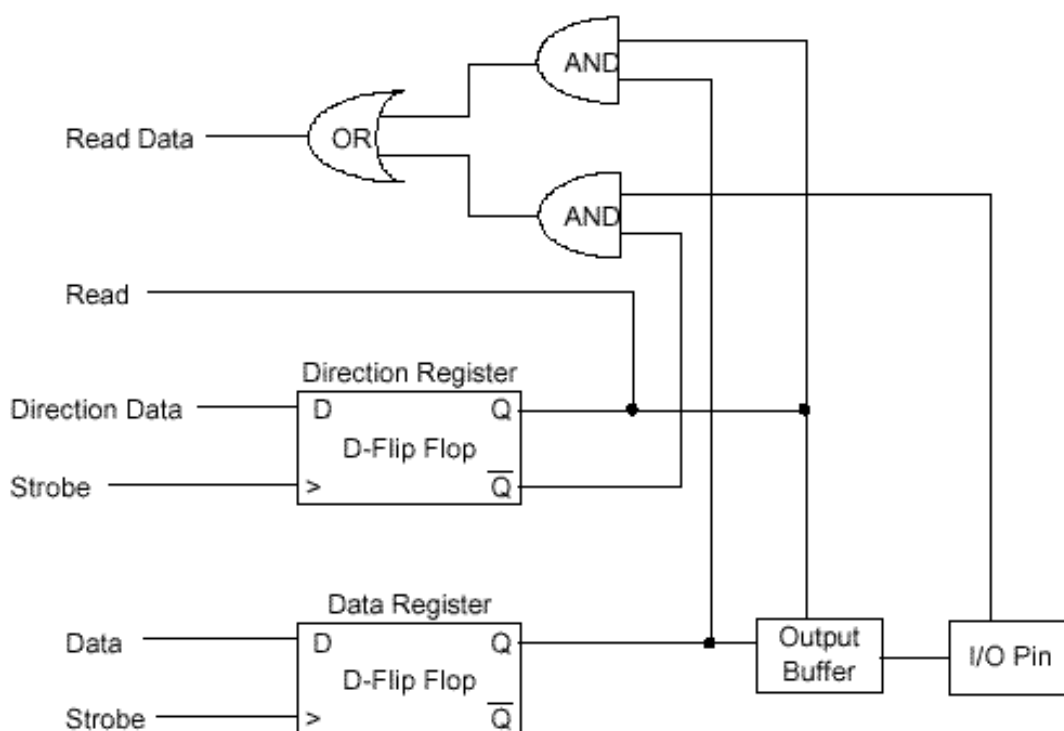 AND
OR
Read Data
AND
Read
Direction Register
Direction Data
D
Q
D-Flip Flop
Strobe
>
Q̅
Data Register
Data
D
Q
D-Flip Flop
Strobe
>
Q̅
Output
Buffer
I/O Pin